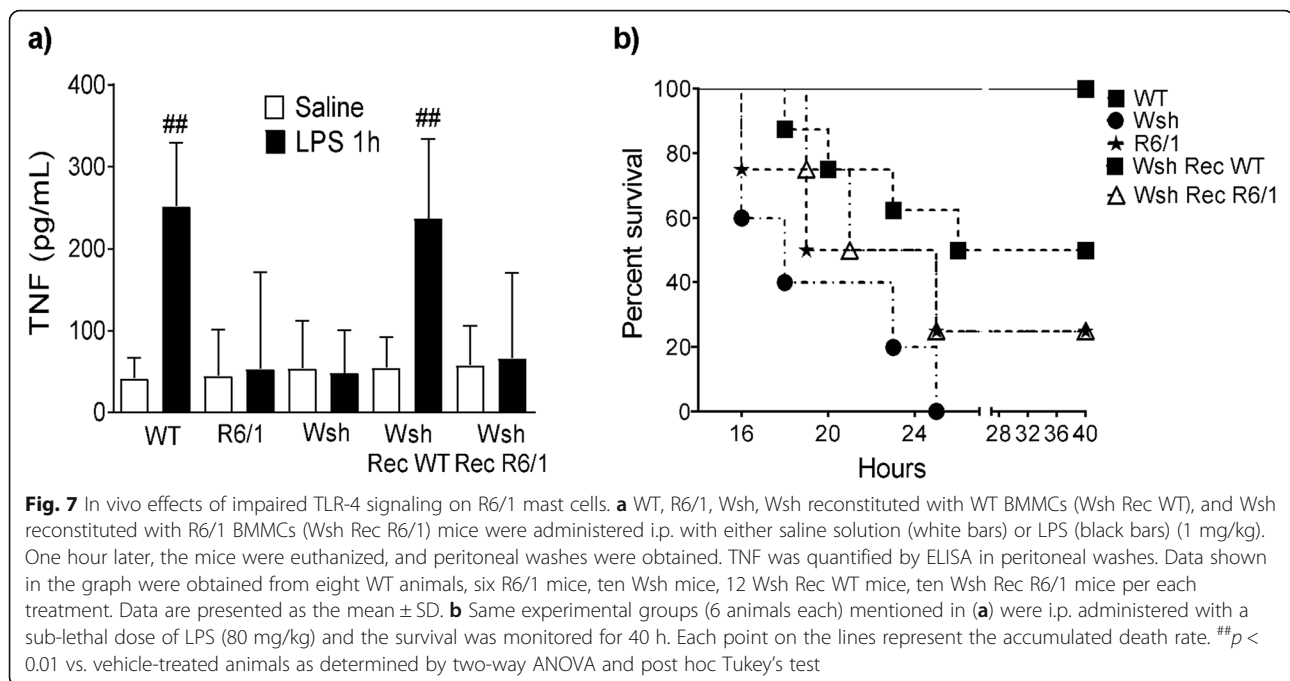 a)
400
300
200
100
0
TNF (pg/mL)
Saline
LPS 1h
##
##
WT
R6/1
Wsh
Wsh
Rec WT
Wsh
Rec R6/1
b)
100
80
60
40
20
0
Percent survival
16
20
24
28
32
36
40
Hours
WT
Wsh
R6/1
Wsh Rec WT
Wsh Rec R6/1
Fig. 7 In vivo effects of impaired TLR-4 signaling on R6/1 mast cells. a WT, R6/1, Wsh, Wsh reconstituted with WT BMMCs (Wsh Rec WT), and Wsh
reconstituted with R6/1 BMMCs (Wsh Rec R6/1) mice were administered i.p. with either saline solution (white bars) or LPS (black bars) (1 mg/kg).
One hour later, the mice were euthanized, and peritoneal washes were obtained. TNF was quantified by ELISA in peritoneal washes. Data shown
in the graph were obtained from eight WT animals, six R6/1 mice, ten Wsh mice, 12 Wsh Rec WT mice, ten Wsh Rec R6/1 mice per each
treatment. Data are presented as the mean ± SD. b Same experimental groups (6 animals each) mentioned in (a) were i.p. administered with a
sub-lethal dose of LPS (80 mg/kg) and the survival was monitored for 40 h. Each point on the lines represent the accumulated death rate. ##p <
0.01 vs. vehicle-treated animals as determined by two-way ANOVA and post hoc Tukey's test